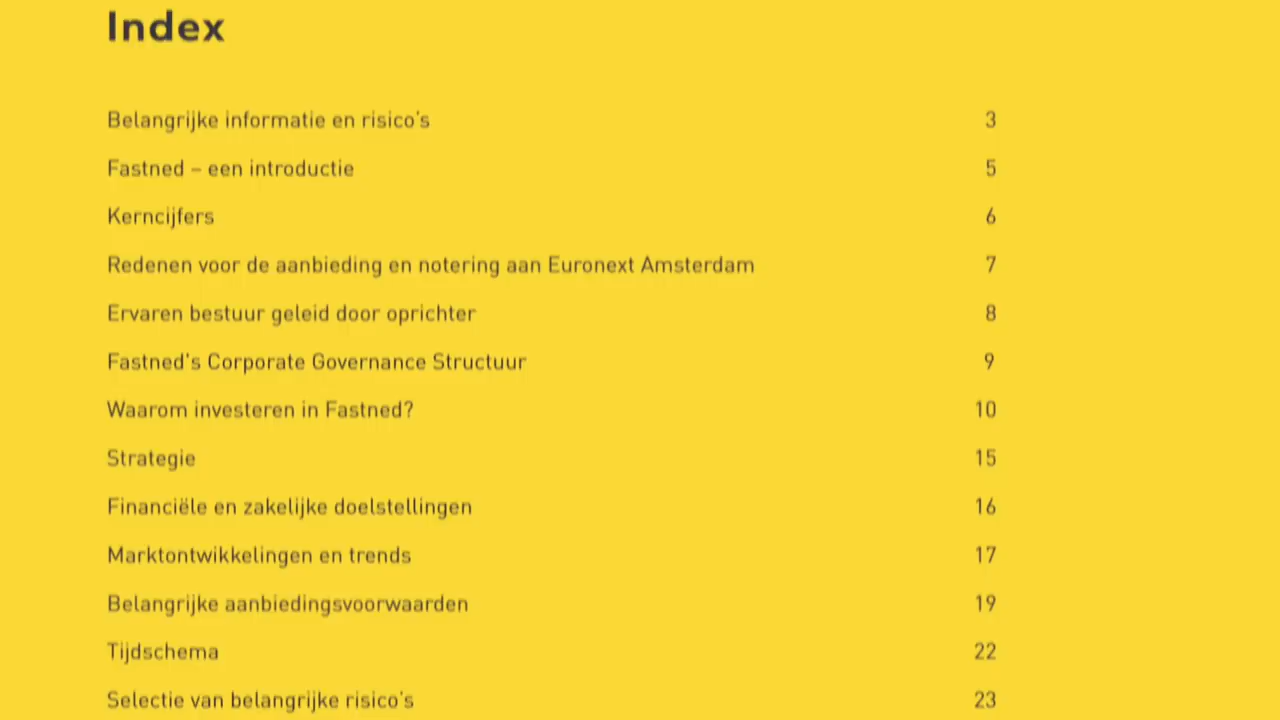 Index
Belangrijke informatie en risico's 3
Fastned – een introductie 5
Kerncijfers 6
Redenen voor de aanbieding en notering aan Euronext Amsterdam 7
Ervaren bestuur geleid door oprichter 8
Fastned's Corporate Governance Structuur 9
Waarom investeren in Fastned? 10
Strategie 15
Financiële en zakelijke doelstellingen 16
Marktontwikkelingen en trends 17
Belangrijke aanbiedingsvoorwaarden 19
Tijdschema 22
Selectie van belangrijke risico's 23